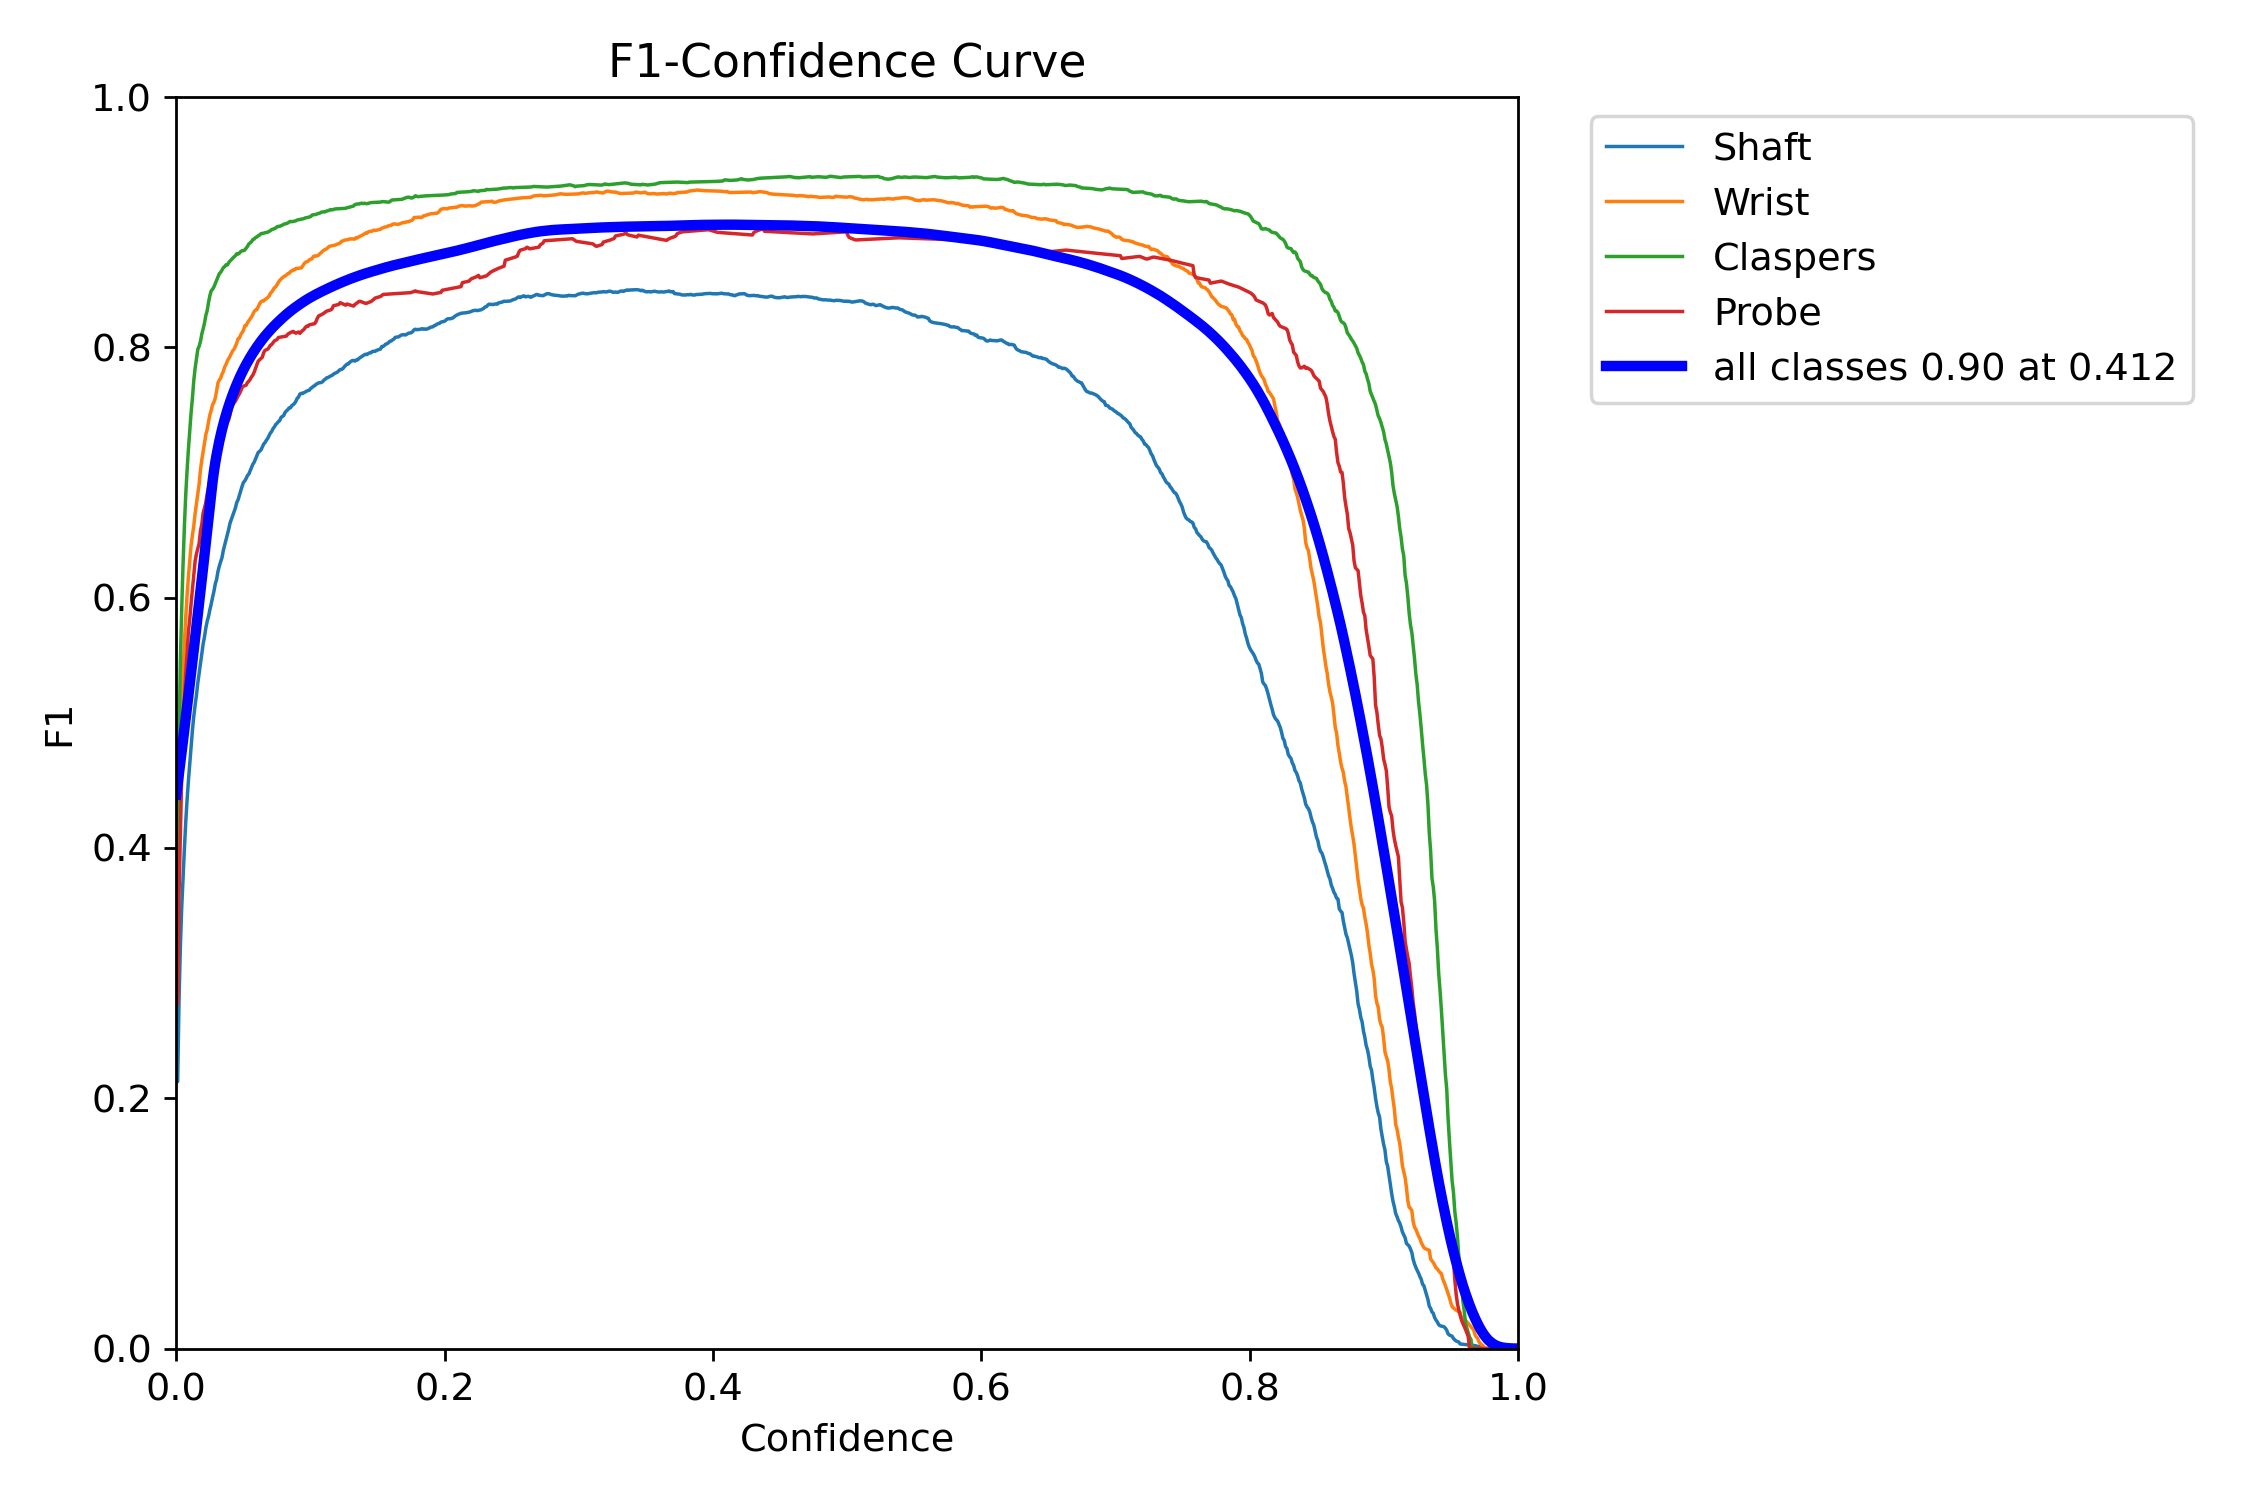 F1-Confidence Curve
1.0
0.8
0.6
0.4
0.2
0.0
F1
0.0 0.2 0.4 0.6 0.8 1.0
Confidence
Shaft
Wrist
Claspers
Probe
all classes 0.90 at 0.412